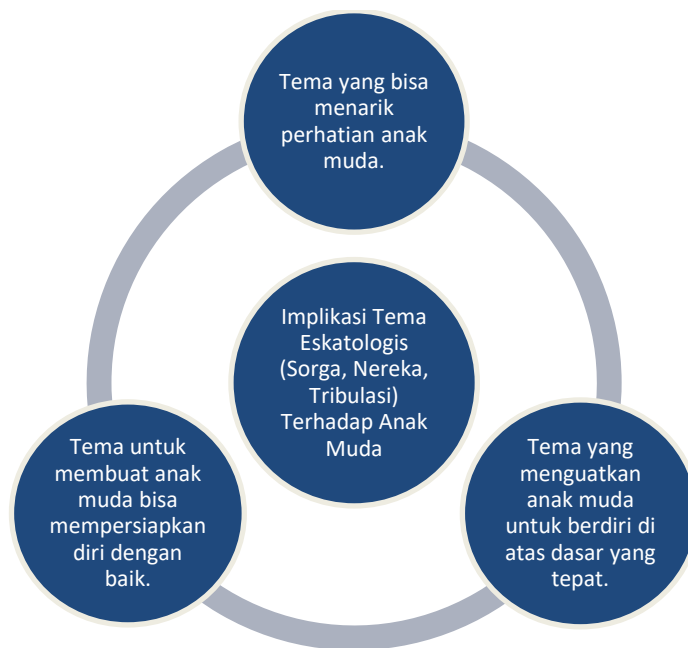 Tema yang bisa
menarik
perhatian anak
muda.
Implikasi Tema
Eskatologis
(Sorga, Nereka,
Tribulasi)
Terhadap Anak
Muda
Tema untuk
membuat anak
muda bisa
mempersiapkan
diri dengan
baik.
Tema yang
menguatkan
anak muda
untuk berdiri di
atas dasar yang
tepat.